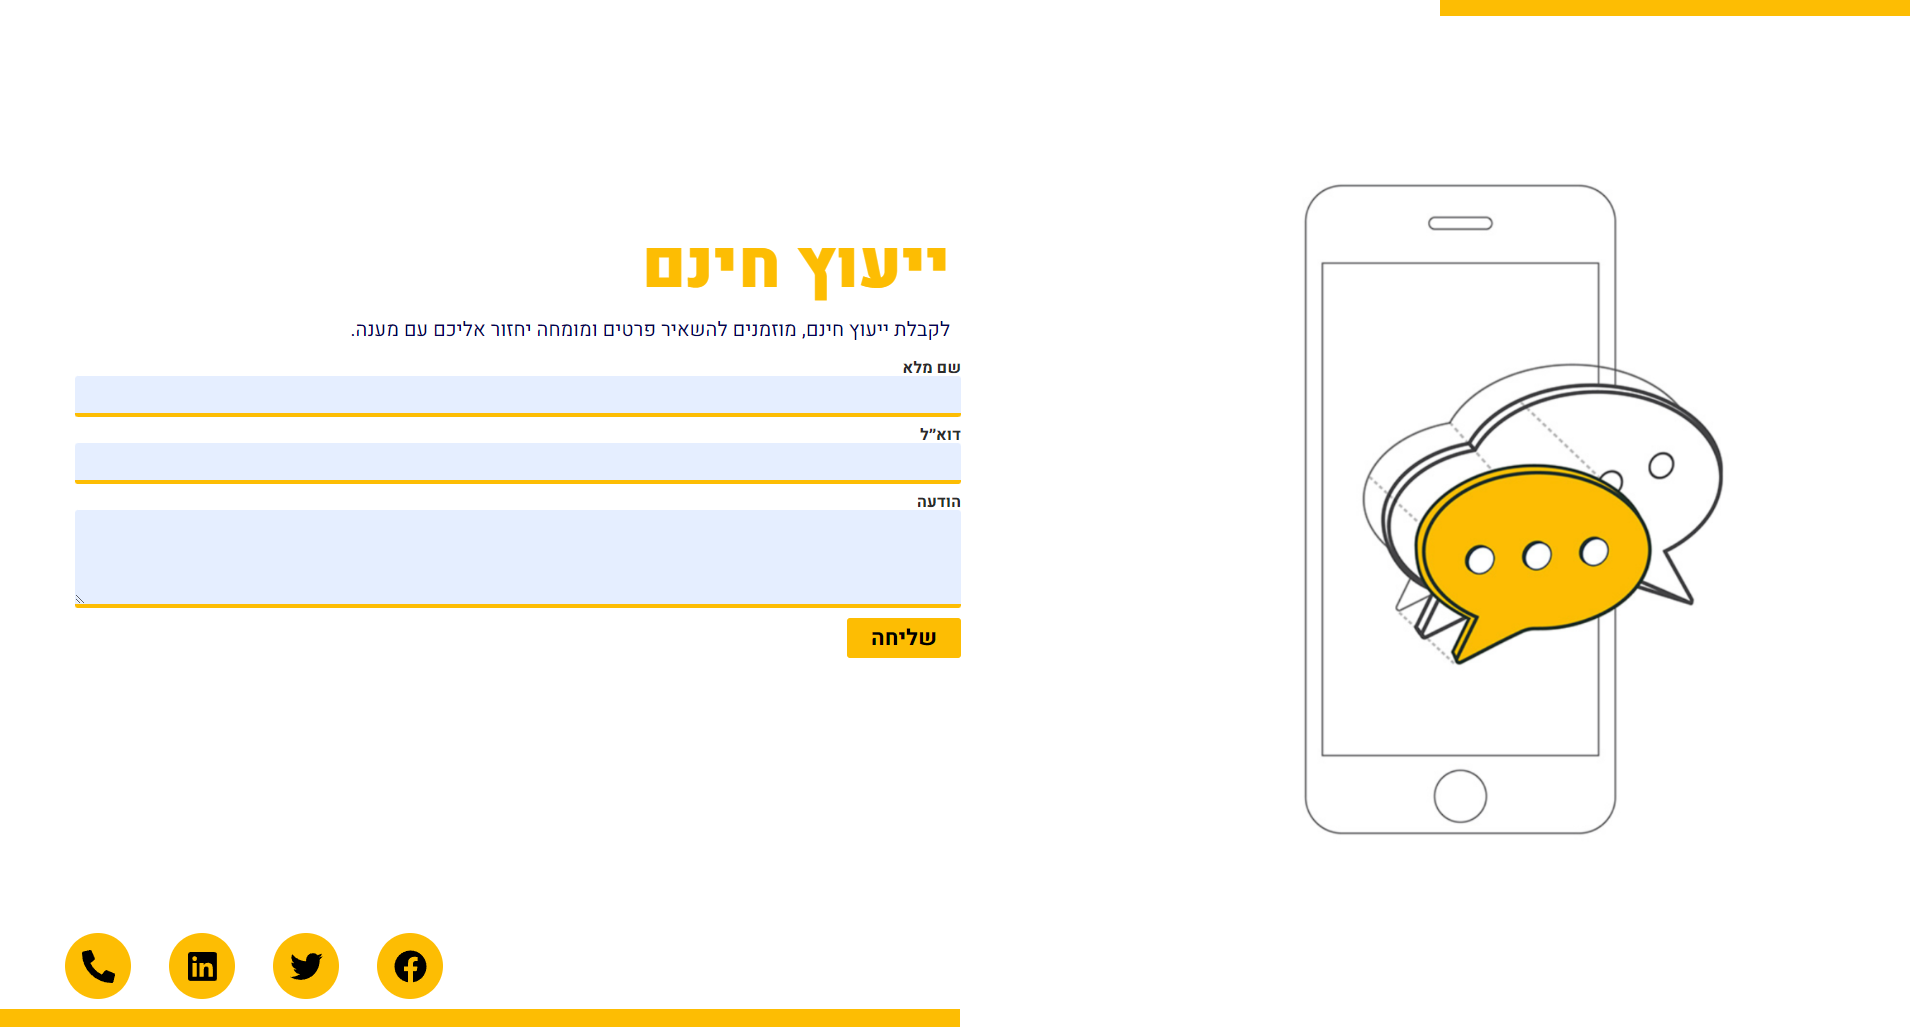 ייעוץ חינם
לקבלת ייעוץ חינם, מוזמנים להשאיר פרטים ומומחה יחזור אליכם עם מענה.
שם מלא
דוא״ל
הודעה
שליחה